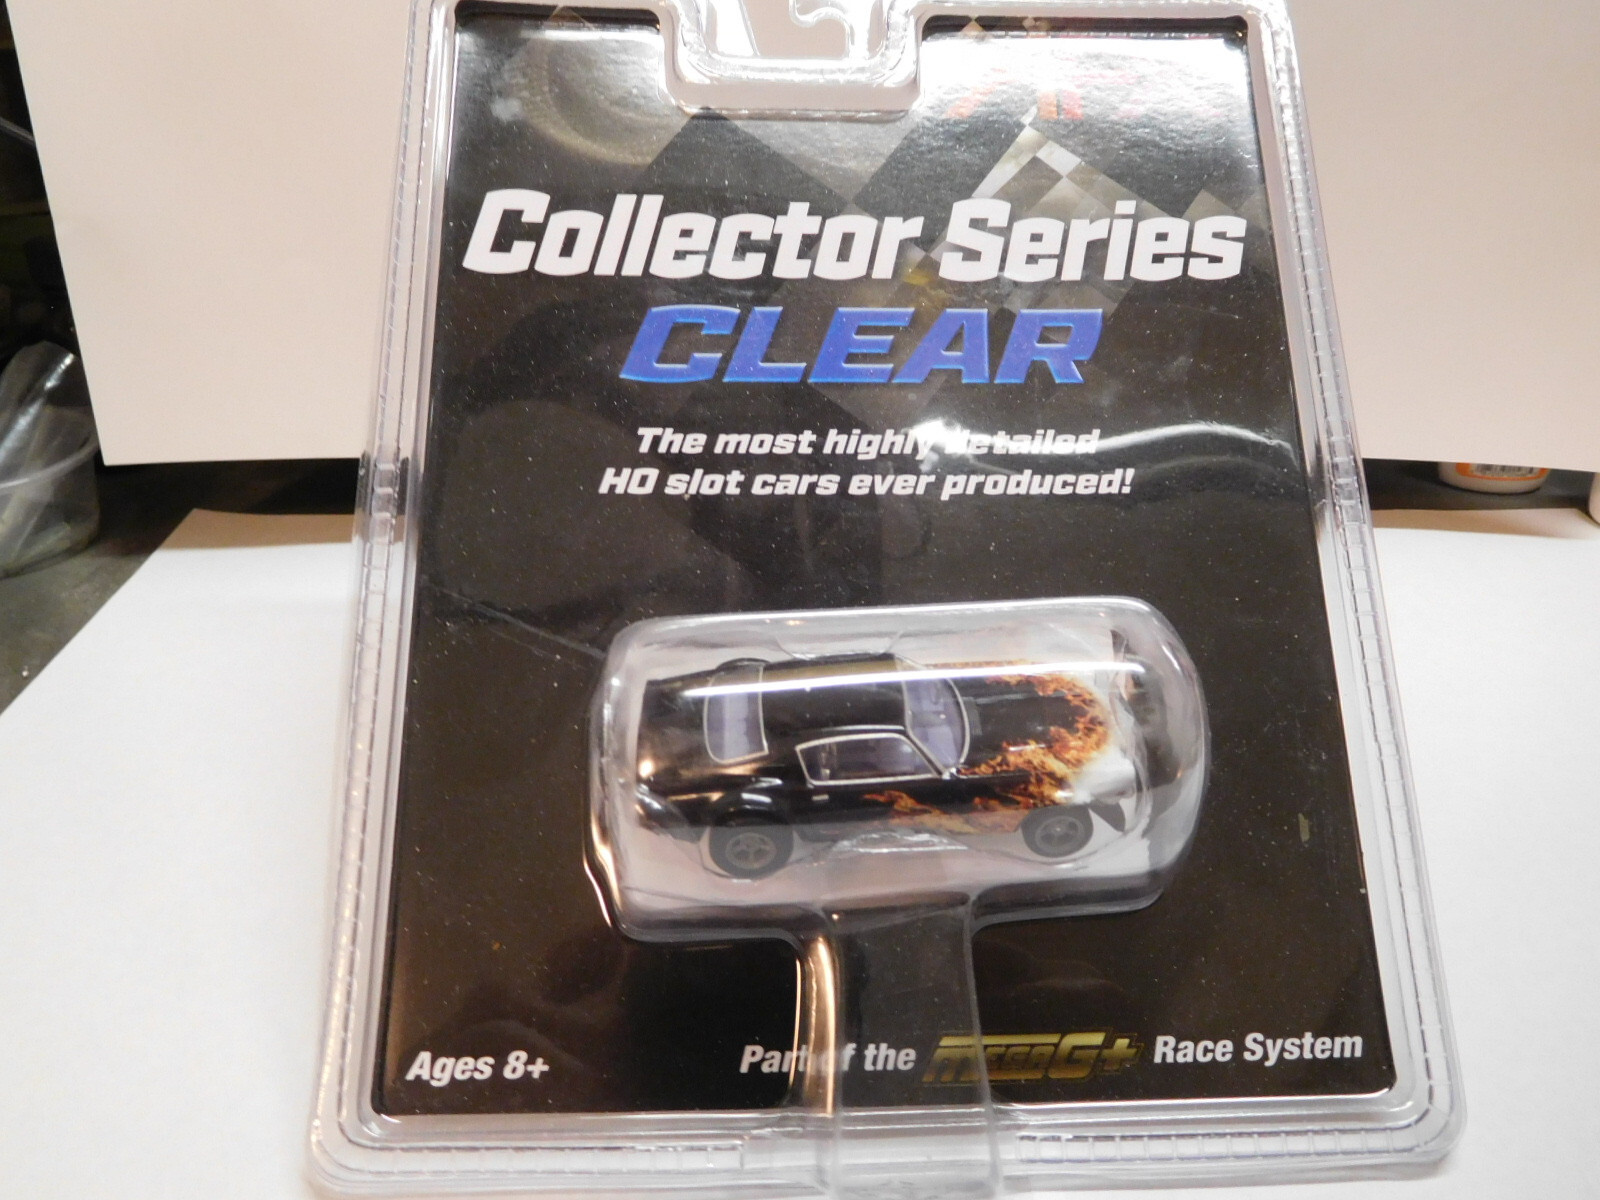 Collector Series
CLEAR
The most highly detailed
HO slot cars ever produced!
Ages 8+
Part of the MEGAG+ Race System